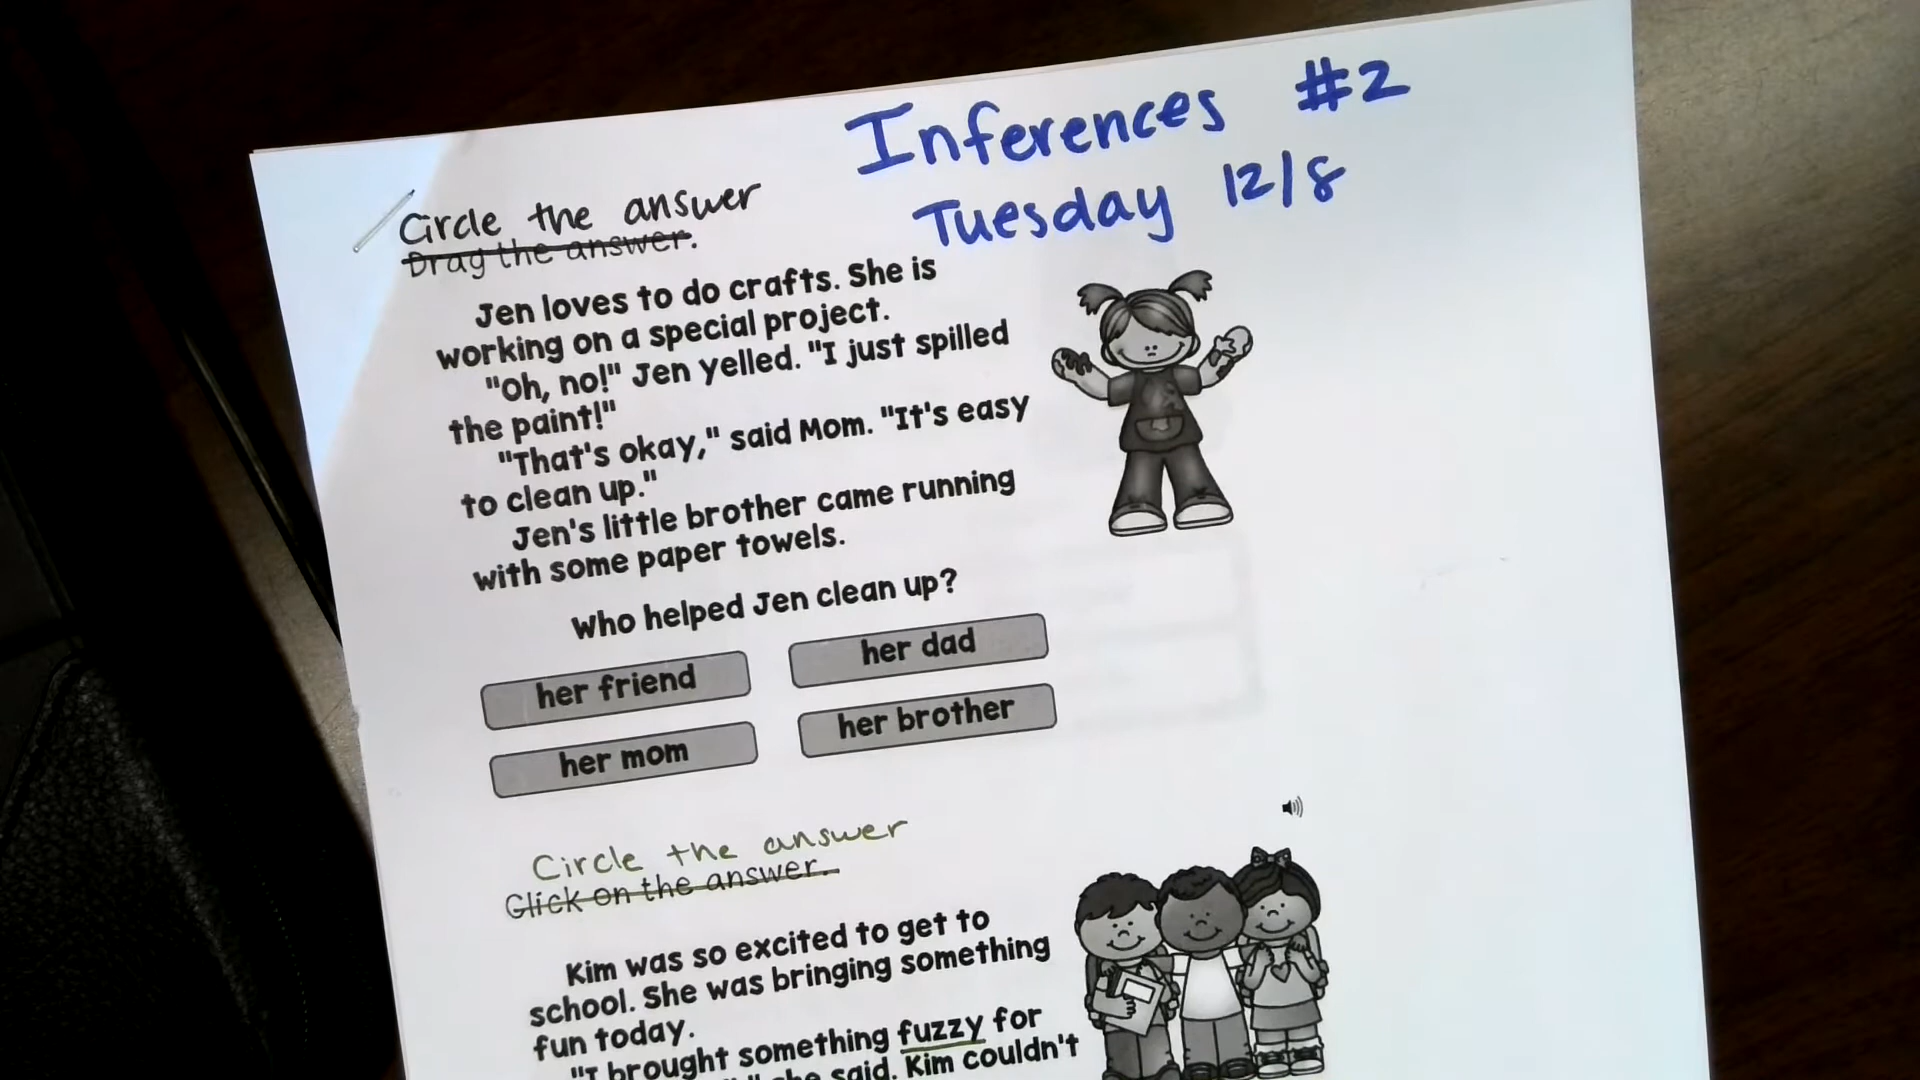 Inferences #2
Tuesday 12/8
Circle the answer
Drag the answer.
Jen loves to do crafts. She is
working on a special project.
"Oh, no!" Jen yelled. "I just spilled
the paint!"
"That's okay," said Mom. "It's easy
to clean up."
Jen's little brother came running
with some paper towels.
Who helped Jen clean up?
her friend
her dad
her mom
her brother
Circle the answer
Click on the answer.
Kim was so excited to get to
school. She was bringing something
fun today.
"I brought something fuzzy for
she said. Kim couldn't